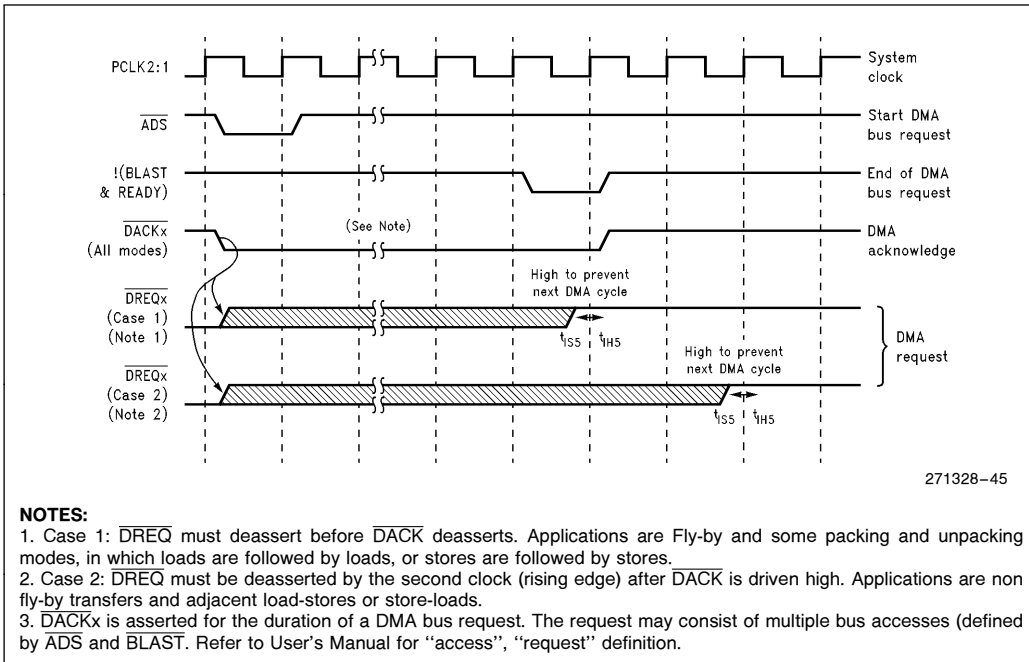 PCLK2:1
System
clock
ADS
Start DMA
bus request
!(BLAST
& READY)
End of DMA
bus request
DACKx
(All modes)
(See Note)
DMA
acknowledge
High to prevent
next DMA cycle
DREQx
(Case 1)
(Note 1)
tIS5 tIH5
DMA
request
High to prevent
next DMA cycle
DREQx
(Case 2)
(Note 2)
tIS5 tIH5
271328–45
NOTES:
1. Case 1: DREQ must deassert before DACK deasserts. Applications are Fly-by and some packing and unpacking
modes, in which loads are followed by loads, or stores are followed by stores.
2. Case 2: DREQ must be deasserted by the second clock (rising edge) after DACK is driven high. Applications are non
fly-by transfers and adjacent load-stores or store-loads.
3. DACKx is asserted for the duration of a DMA bus request. The request may consist of multiple bus accesses (defined
by ADS and BLAST. Refer to User's Manual for ‘‘access’’, ‘‘request’’ definition.